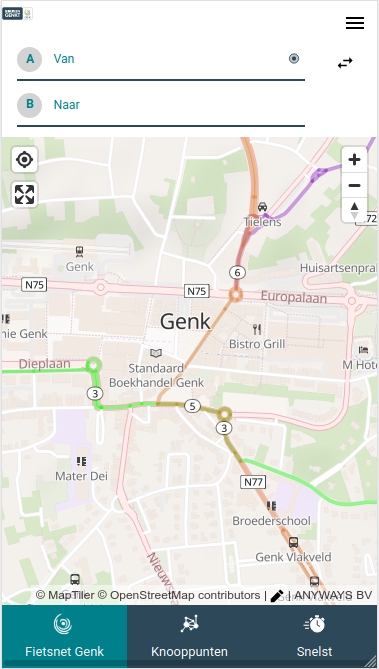 GENKT
A
Van
B
Naar
Tielens
72
Genk
6
Huisartsenpra
N75
N75
Europalaan
Genk
nie Genk
Bistro Grill
Dieplaan
Standaard
Boekhandel Genk
M Hote
3
5
3
Mater Dei
N77
Broederschool
Genk Vlakveld
Nieuw
© MapTiler © OpenStreetMap contributors | | ANYWAYS BV
Fietsnet Genk
Knooppunten
Snelst